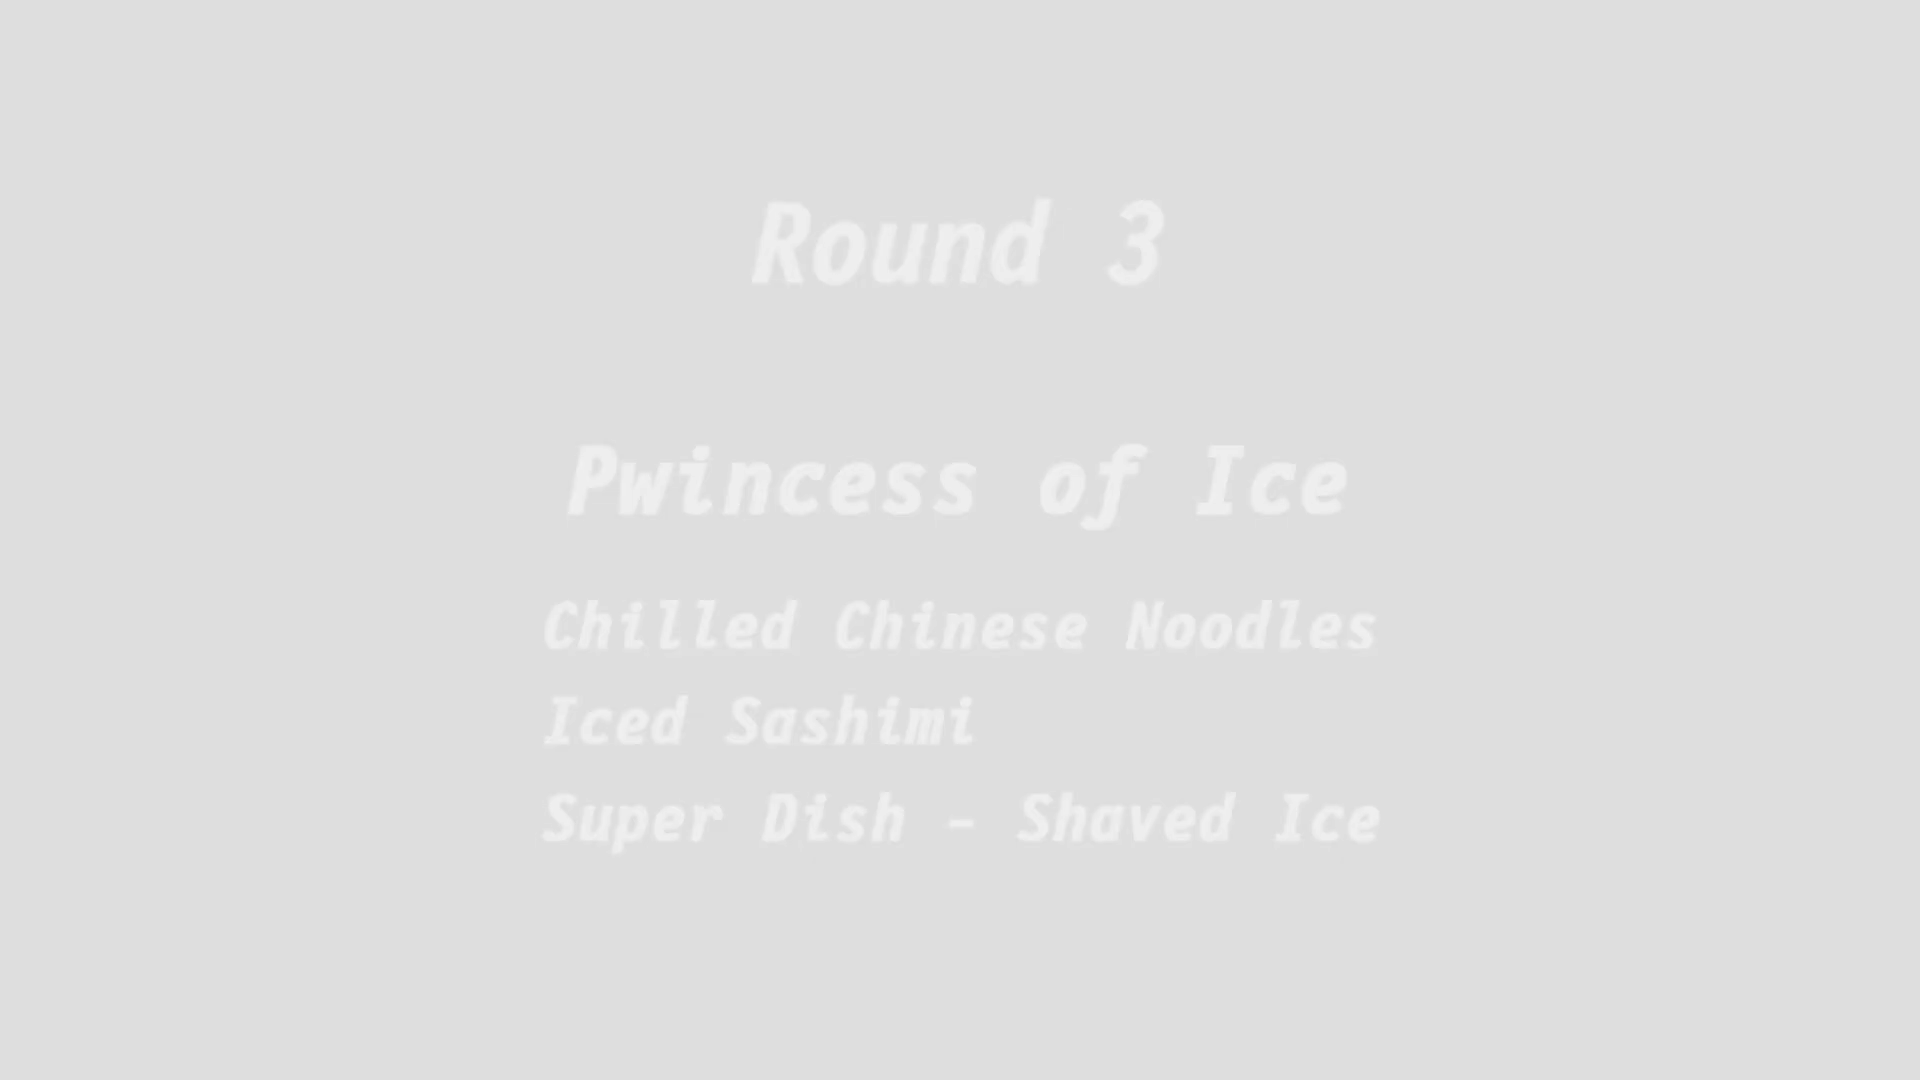 Round 3
Pwincess of Ice
Chilled Chinese Noodles
Iced Sashimi
Super Dish - Shaved Ice